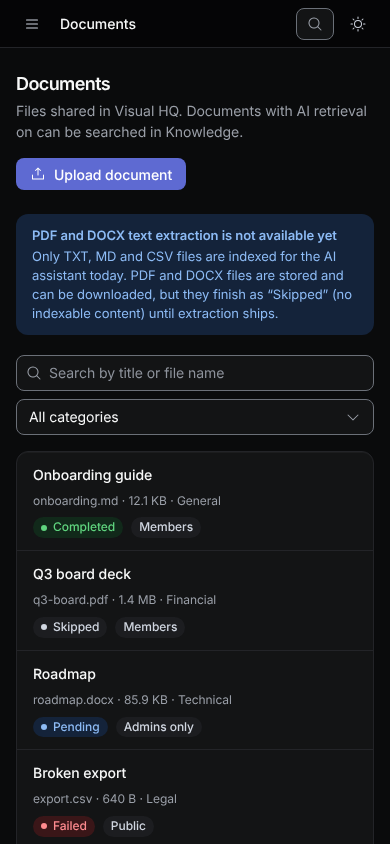 Documents
Documents
Files shared in Visual HQ. Documents with AI retrieval
on can be searched in Knowledge.
Upload document
PDF and DOCX text extraction is not available yet
Only TXT, MD and CSV files are indexed for the AI
assistant today. PDF and DOCX files are stored and
can be downloaded, but they finish as “Skipped” (no
indexable content) until extraction ships.
Search by title or file name
All categories
Onboarding guide
onboarding.md · 12.1 KB · General
Completed Members
Q3 board deck
q3-board.pdf · 1.4 MB · Financial
Skipped Members
Roadmap
roadmap.docx · 85.9 KB · Technical
Pending Admins only
Broken export
export.csv · 640 B · Legal
Failed Public